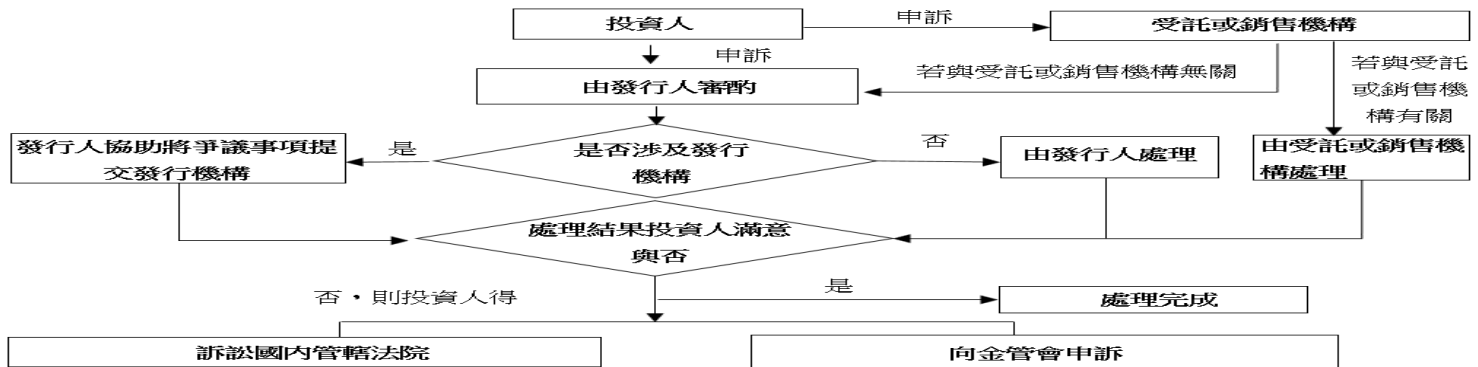 投資人
申訴
受託或銷售機構
申訴
若與受託或銷售機構無關
若與受託
或銷售機
構有關
由發行人審酌
發行人協助將爭議事項提
交發行機構
是
是否涉及發行
機構
否
由發行人處理
由受託或銷售機
構處理
處理結果投資人滿意
與否
否，則投資人得
是
處理完成
訴訟國內管轄法院
向金管會申訴